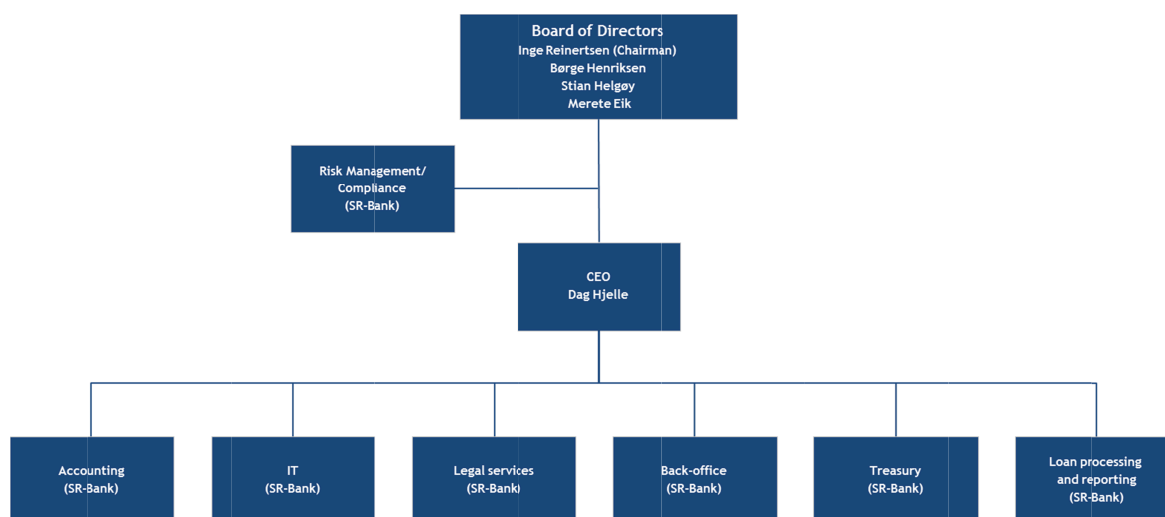 Board of Directors
Inge Reinertsen (Chairman)
Børge Henriksen
Stian Helgøy
Merete Eik
Risk Management/
Compliance
(SR-Bank)
CEO
Dag Hjelle
Accounting
(SR-Bank)
IT
(SR-Bank)
Legal services
(SR-Bank)
Back-office
(SR-Bank)
Treasury
(SR-Bank)
Loan processing
and reporting
(SR-Bank)